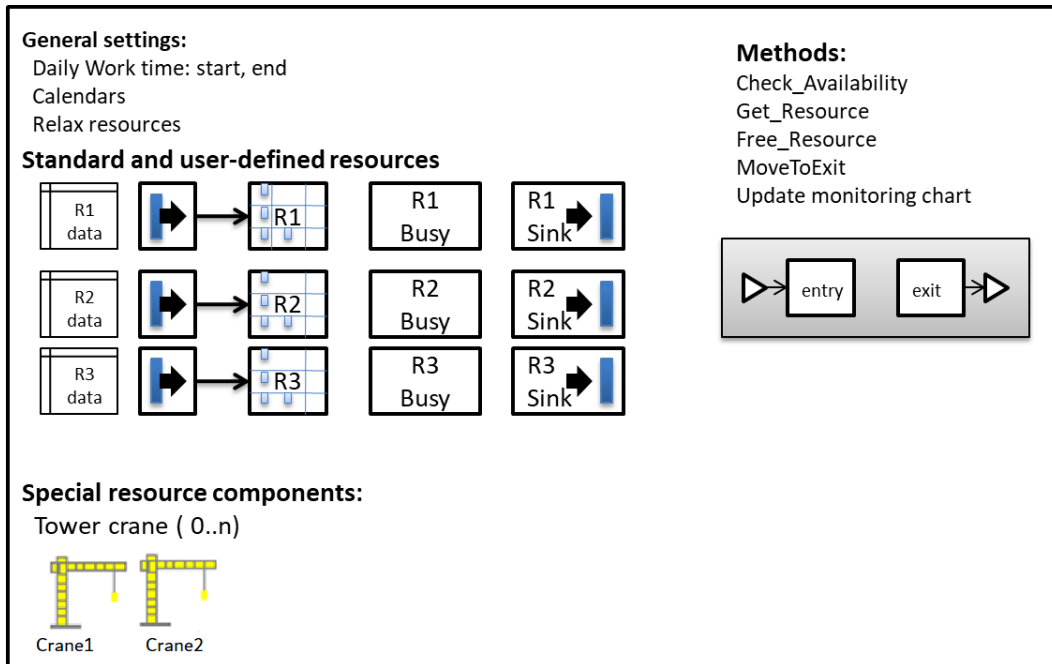 General settings:
Daily Work time: start, end
Calendars
Relax resources
Standard and user-defined resources
R1
data
R1
R1
Busy
R1
Sink
R2
data
R2
R2
Busy
R2
Sink
R3
data
R3
R3
Busy
R3
Sink
Special resource components:
Tower crane ( 0..n)
Crane1
Crane2
Methods:
Check_Availability
Get_Resource
Free_Resource
MoveToExit
Update monitoring chart
entry
exit